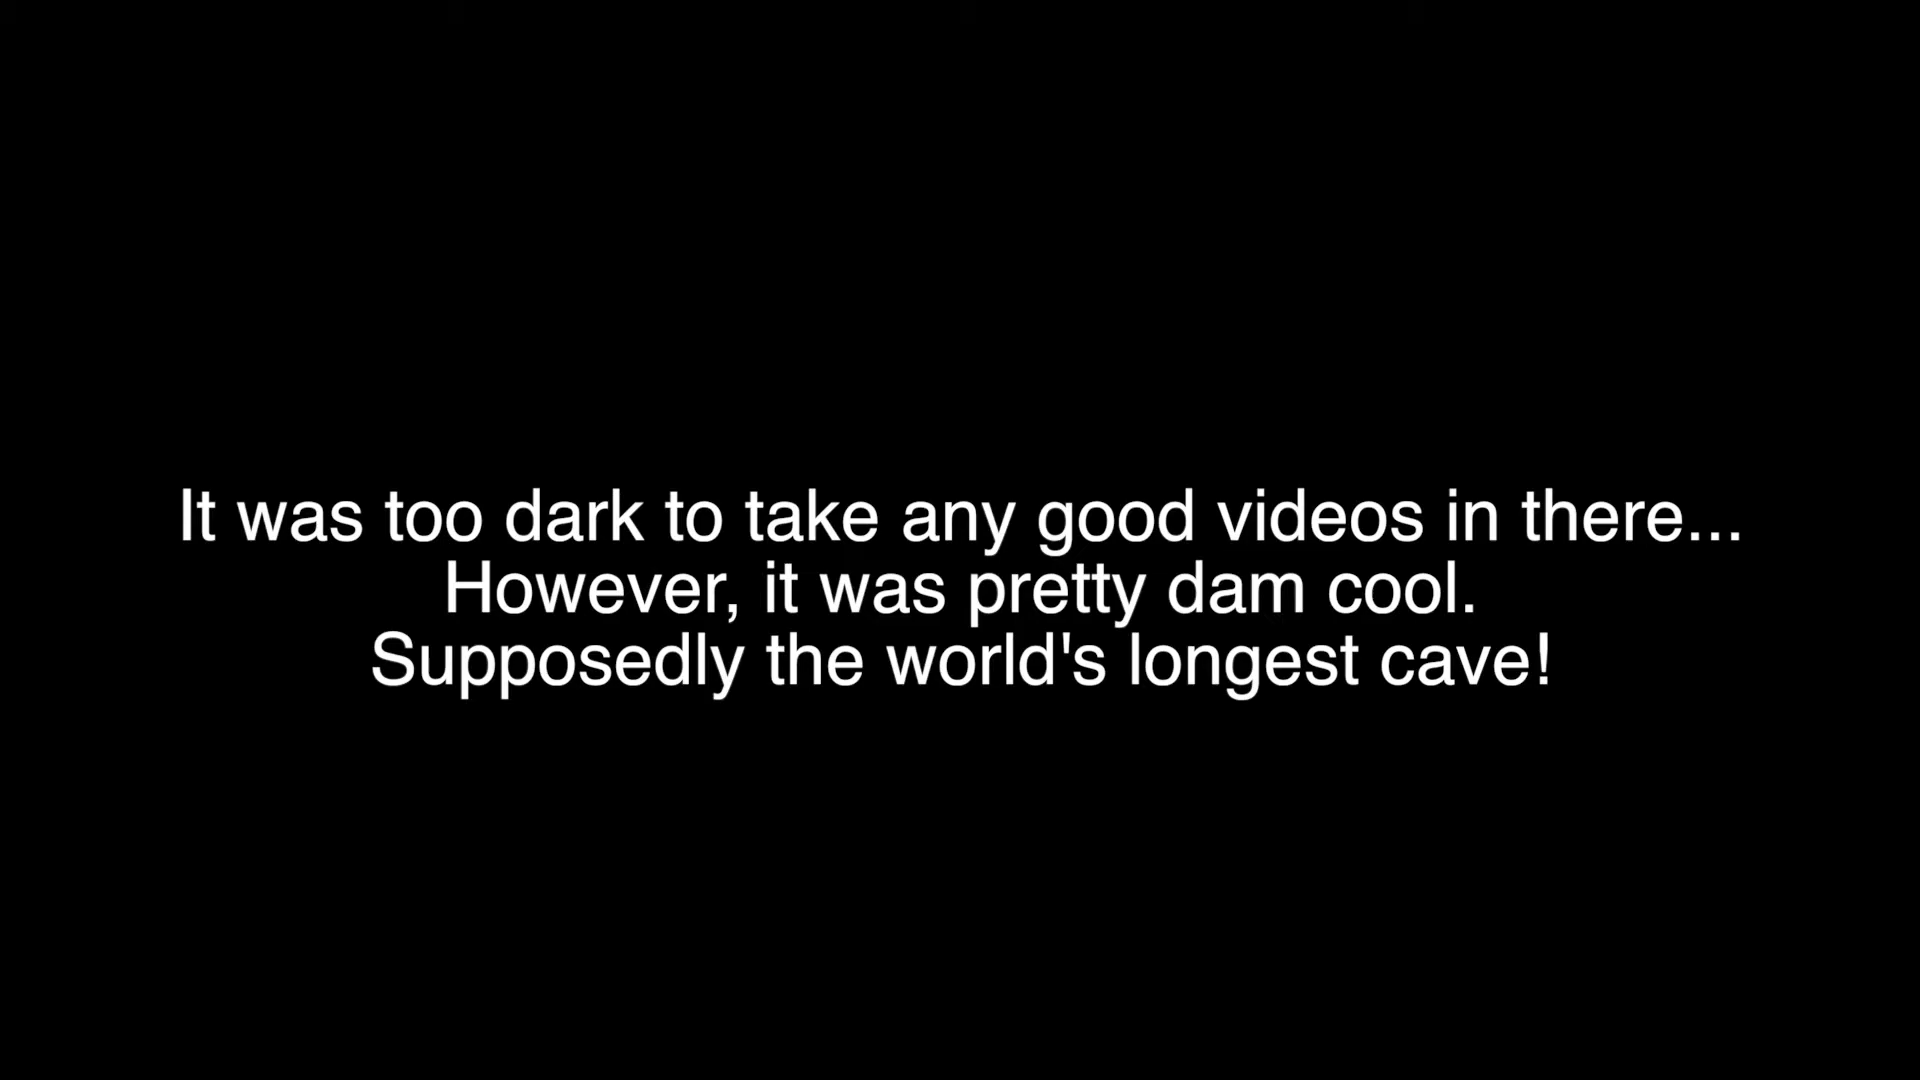 It was too dark to take any good videos in there...
However, it was pretty dam cool.
Supposedly the world's longest cave!